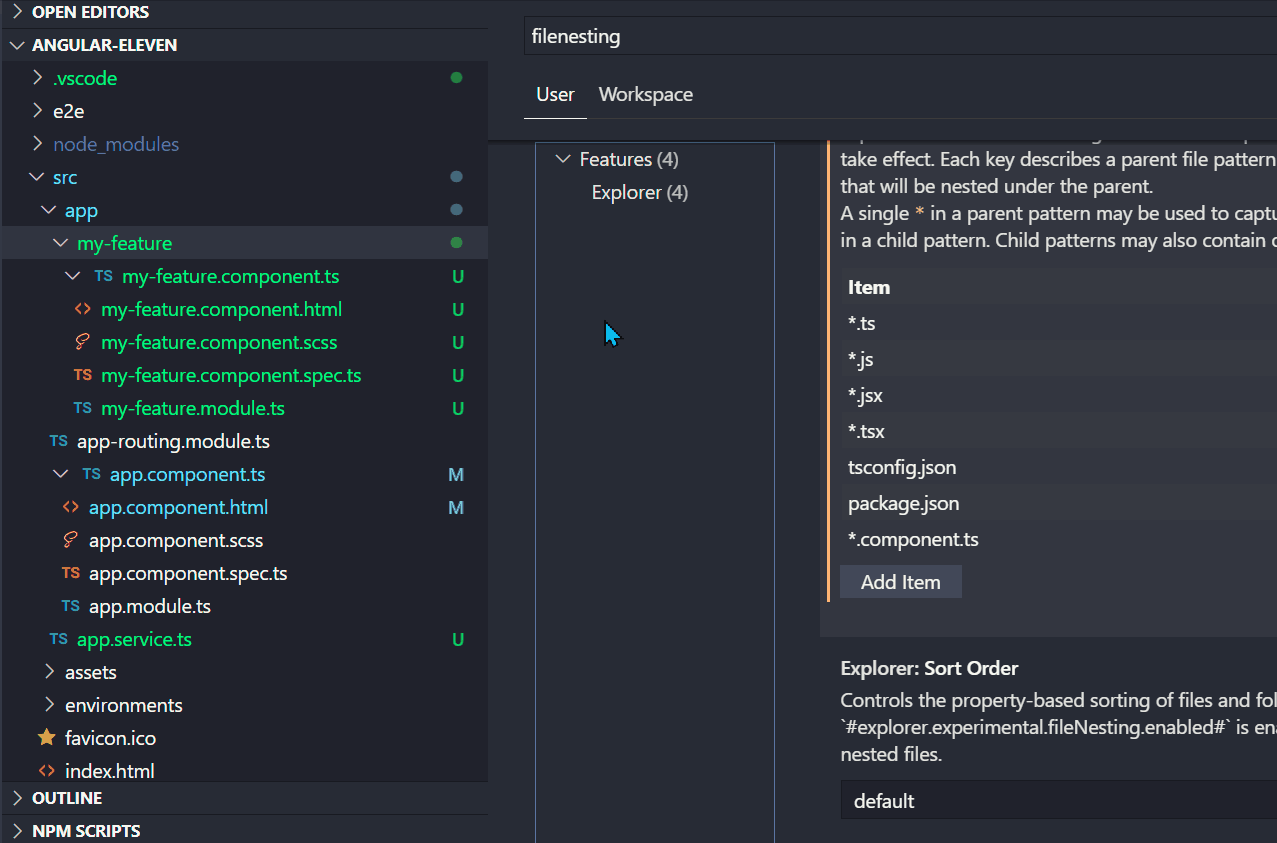 OPEN EDITORS
ANGULAR-ELEVEN
.vscode
e2e
node_modules
src
app
my-feature
TS my-feature.component.ts U
<> my-feature.component.html U
my-feature.component.scss U
TS my-feature.component.spec.ts U
TS my-feature.module.ts U
TS app-routing.module.ts
TS app.component.ts M
<> app.component.html M
app.component.scss
TS app.component.spec.ts
TS app.module.ts
TS app.service.ts U
assets
environments
favicon.ico
<> index.html
OUTLINE
NPM SCRIPTS
filenesting
User Workspace
Features (4)
Explorer (4)
take effect. Each key describes a parent file pattern
that will be nested under the parent.
A single * in a parent pattern may be used to captu
in a child pattern. Child patterns may also contain c
Item
*.ts
*.js
*.jsx
*.tsx
tsconfig.json
package.json
*.component.ts
Add Item
Explorer: Sort Order
Controls the property-based sorting of files and fol
`#explorer.experimental.fileNesting.enabled#` is ena
nested files.
default